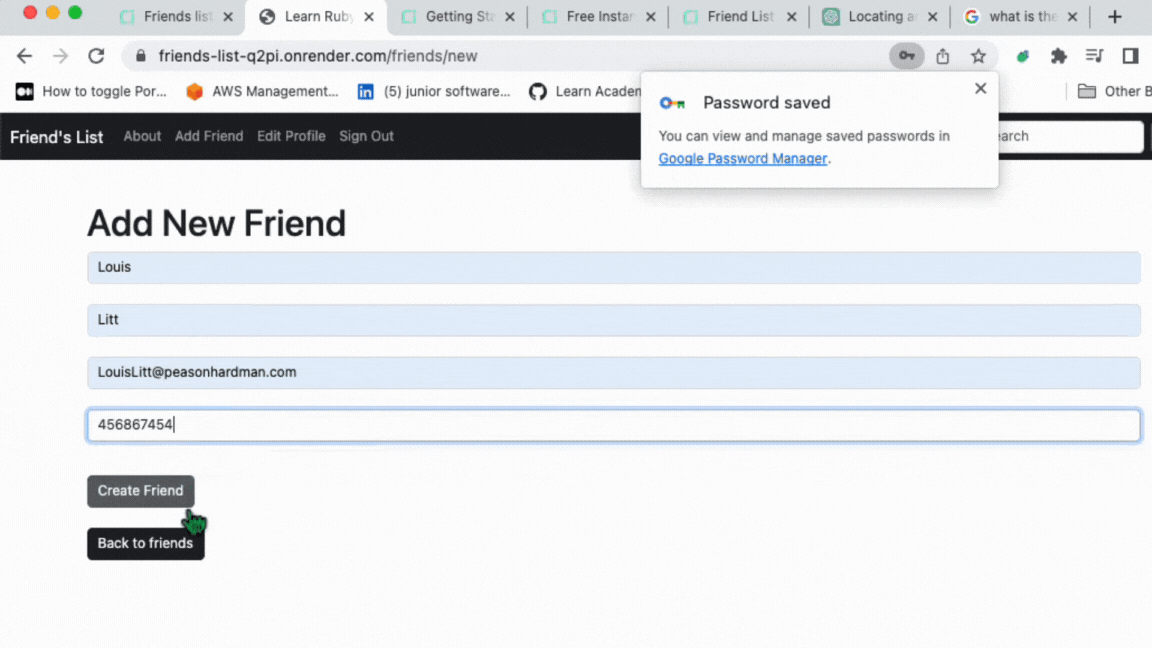 Friends list
Learn Ruby
Getting Sta
Free Instar
Friend List
Locating a
what is the
friends-list-q2pi.onrender.com/friends/new
How to toggle Por...
AWS Management...
(5) junior software...
Learn Academ
Other B
Password saved
You can view and manage saved passwords in
Google Password Manager.
Friend's List
About
Add Friend
Edit Profile
Sign Out
earch
Add New Friend
Louis
Litt
LouisLitt@peasonhardman.com
456867454
Create Friend
Back to friends